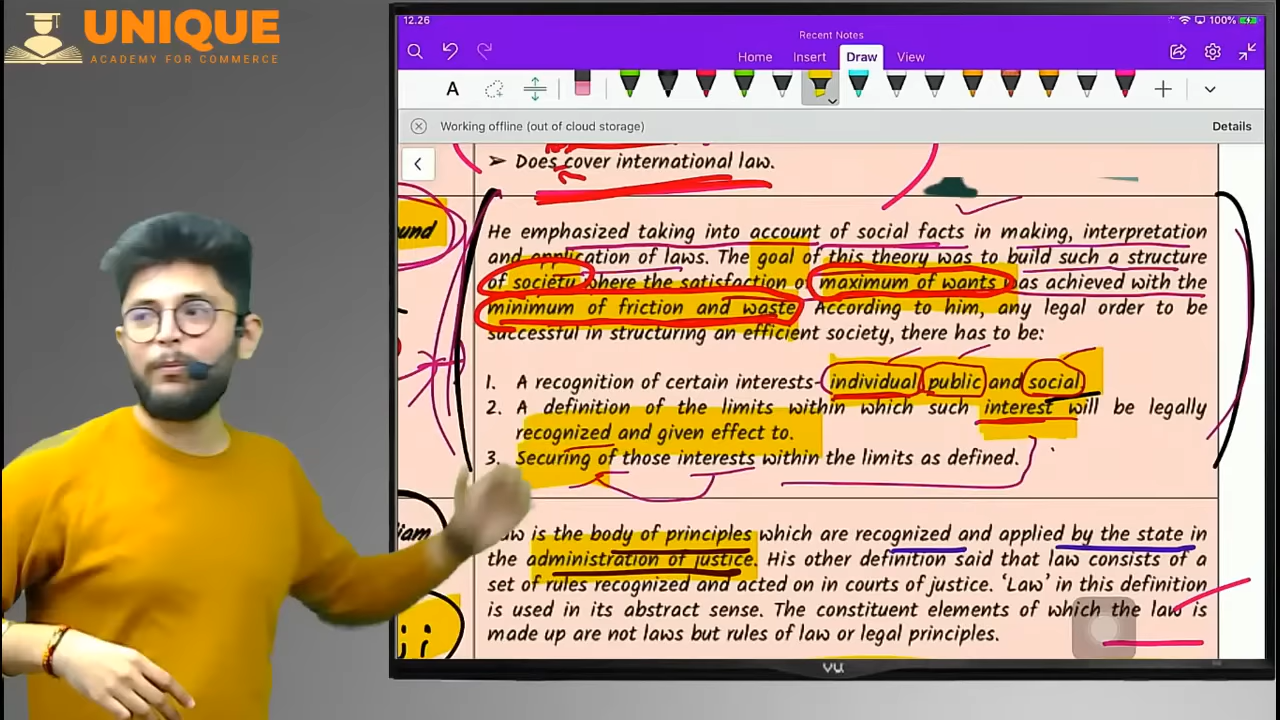 UNIQUE
ACADEMY FOR COMMERCE
12.26
100%
Recent Notes
Home Insert Draw View
A
Working offline (out of cloud storage)
Details
➤ Does cover international law.
und
He emphasized taking into account of social facts in making, interpretation
and application of laws. The goal of this theory was to build such a structure
of society where the satisfaction of maximum of wants was achieved with the
minimum of friction and waste. According to him, any legal order to be
successful in structuring an efficient society, there has to be:
1. A recognition of certain interests- individual, public and social.
2. A definition of the limits within which such interest will be legally
recognized and given effect to.
3. Securing of those interests within the limits as defined.
iam
Law is the body of principles which are recognized and applied by the state in
the administration of justice. His other definition said that law consists of a
set of rules recognized and acted on in courts of justice. ‘Law’ in this definition
is used in its abstract sense. The constituent elements of which the law is
made up are not laws but rules of law or legal principles.
vu